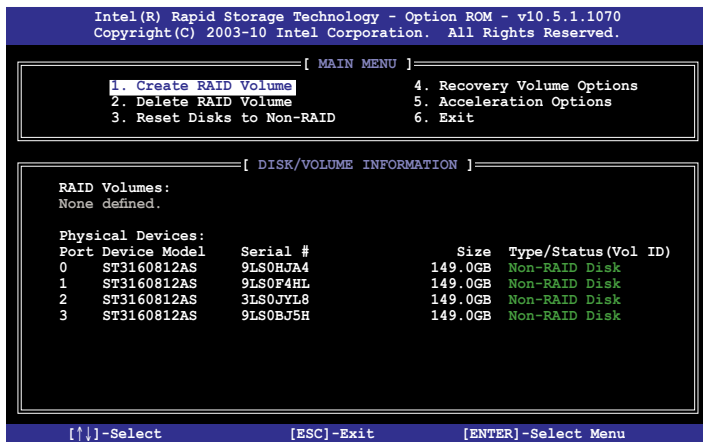 Intel(R) Rapid Storage Technology - Option ROM - v10.5.1.1070
Copyright(C) 2003-10 Intel Corporation.  All Rights Reserved.
[ MAIN MENU ]
1. Create RAID Volume    4. Recovery Volume Options
2. Delete RAID Volume    5. Acceleration Options
3. Reset Disks to Non-RAID    6. Exit
[ DISK/VOLUME INFORMATION ]
RAID Volumes:
None defined.
Physical Devices:
Port Device Model    Serial #    Size    Type/Status(Vol ID)
0    ST3160812AS    9LS0HJA4    149.0GB    Non-RAID Disk
1    ST3160812AS    9LS0F4HL    149.0GB    Non-RAID Disk
2    ST3160812AS    3LS0JYL8    149.0GB    Non-RAID Disk
3    ST3160812AS    9LS0BJ5H    149.0GB    Non-RAID Disk
[↑↓]-Select    [ESC]-Exit    [ENTER]-Select Menu